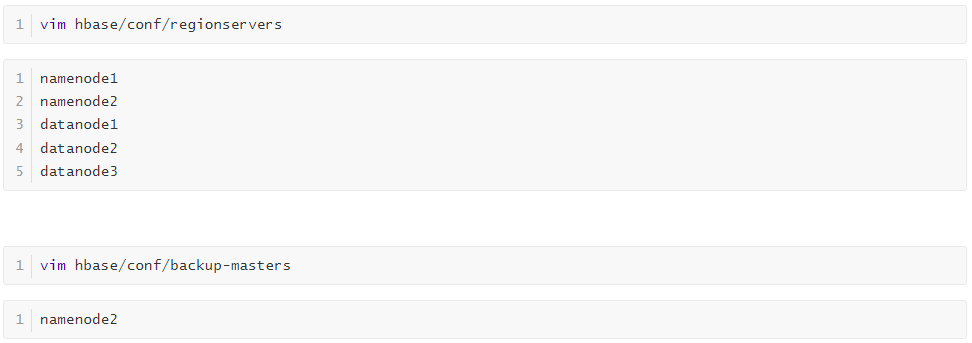 1 vim hbase/conf/regionservers
1 namenode1
2 namenode2
3 datanode1
4 datanode2
5 datanode3
1 vim hbase/conf/backup-masters
1 namenode2